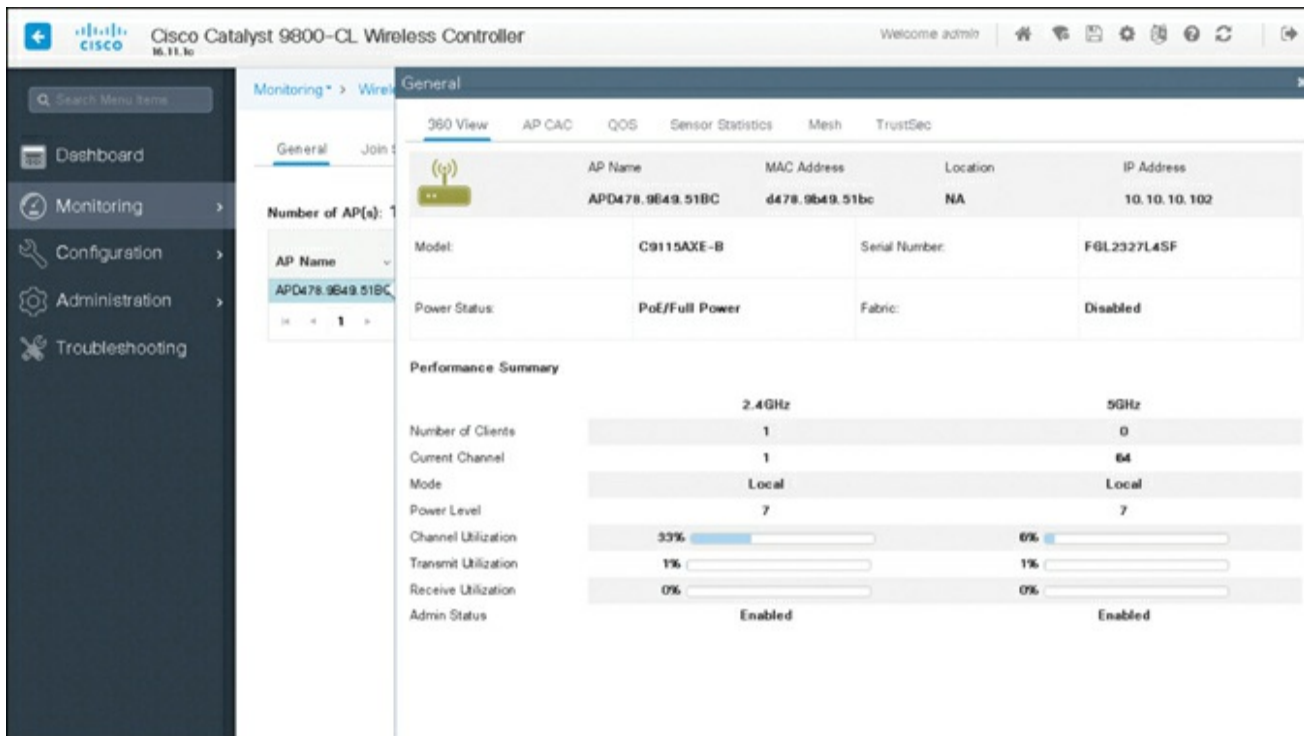 CISCO Cisco Catalyst 9800-CL Wireless Controller
16.11.1c
Welcome admin
Search Menu Items
Dashboard
Monitoring
Configuration
Administration
Troubleshooting
Monitoring >
General Join
Number of AP(s): 1
AP Name
APD478.9B49.51BC
1
General
360 View AP CAC QOS Sensor Statistics Mesh TrustSec
AP Name MAC Address Location IP Address
APD478.9B49.51BC d478.9b49.51bc NA 10.10.10.102
Model: C9115AXE-B Serial Number: FGL2327L4SF
Power Status: PoE/Full Power Fabric: Disabled
Performance Summary
2.4GHz 5GHz
Number of Clients 1 0
Current Channel 1 64
Mode Local Local
Power Level 7 7
Channel Utilization 33% 6%
Transmit Utilization 1% 1%
Receive Utilization 0% 0%
Admin Status Enabled Enabled